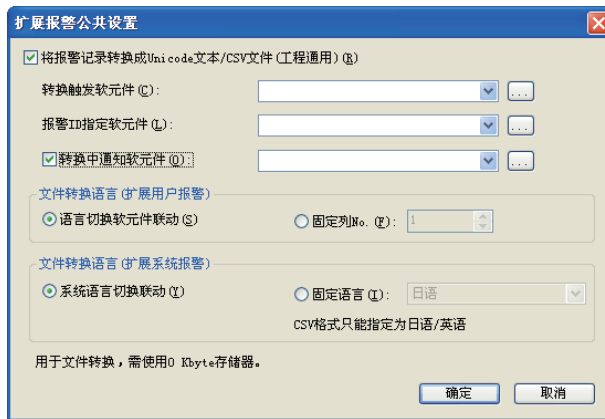 扩展报警公共设置
将报警记录转换成Unicode文本/CSV文件(工程通用)(R)
转换触发软元件(C):
...
报警ID指定软元件(L):
...
转换中通知软元件(O):
...
文件转换语言(扩展用户报警)
语言切换软元件联动(S) 固定列No.(F): 1
文件转换语言(扩展系统报警)
系统语言切换联动(Y) 固定语言(I): 日语
CSV格式只能指定为日语/英语
用于文件转换，需使用0 Kbyte存储器。
确定 取消